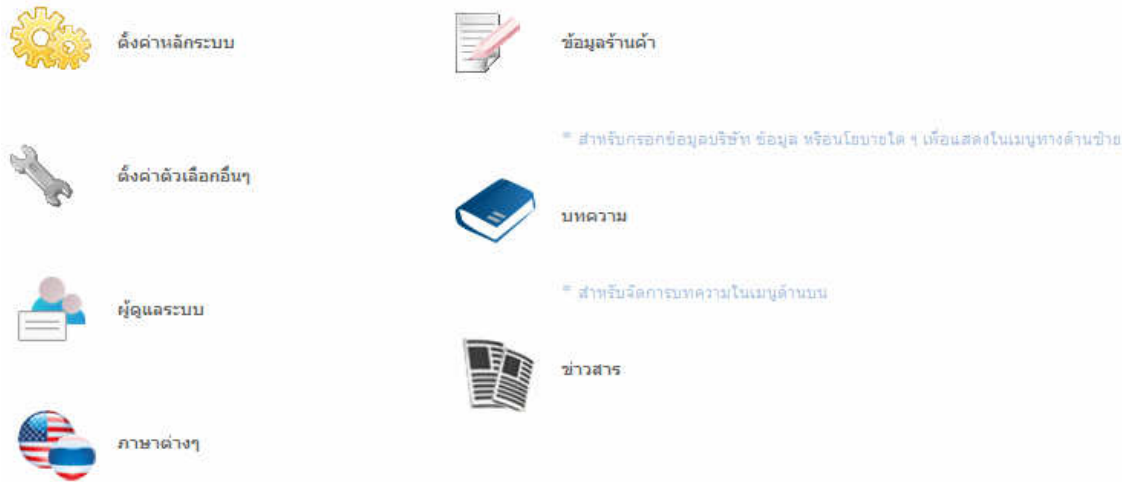 ตั้งค่าหลักระบบ
ตั้งค่าตัวเลือกอื่นๆ
ผู้ดูแลระบบ
ภาษาต่างๆ
ข้อมูลร้านค้า
* สำหรับกรอกข้อมูลบริษัท ข้อมูล หรือนโยบายใด ๆ เพื่อแสดงในเมนูทางด้านซ้าย
บทความ
* สำหรับจัดการบทความในเมนูด้านบน
ข่าวสาร